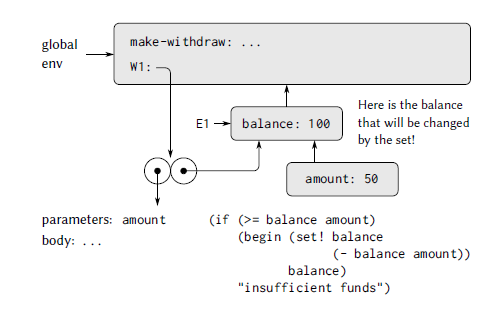 global
env
make-withdraw: ...
W1:
E1
balance: 100
Here is the balance
that will be changed
by the set!
amount: 50
parameters: amount
body: ...
(if (>= balance amount)
(begin (set! balance
(- balance amount))
balance)
"insufficient funds")